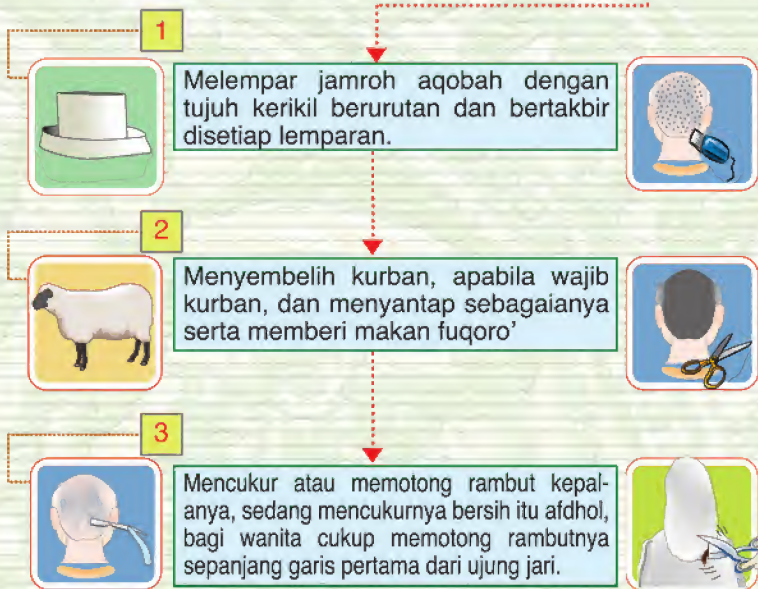 1
Melempar jamroh aqobah dengan
tujuh kerikil berurutan dan bertakbir
disetiap lemparan.
2
Menyembelih kurban, apabila wajib
kurban, dan menyantap sebagaianya
serta memberi makan fuqoro’
3
Mencukur atau memotong rambut kepal-
anya, sedang mencukurnya bersih itu afdhol,
bagi wanita cukup memotong rambutnya
sepanjang garis pertama dari ujung jari.